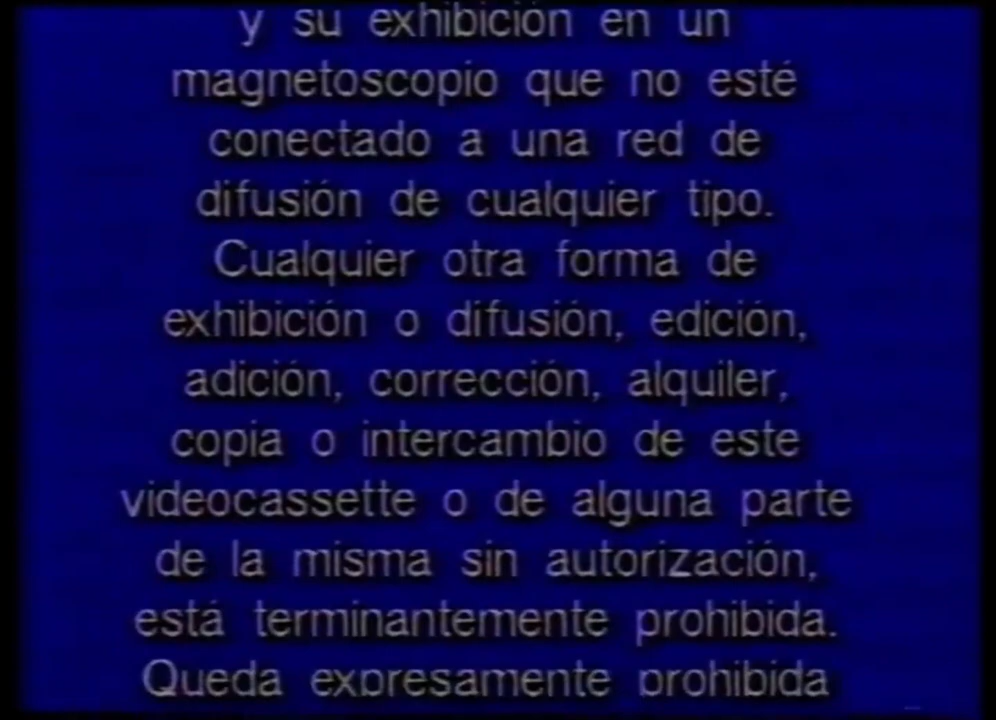 y su exhibición en un
magnetoscopio que no esté
conectado a una red de
difusión de cualquier tipo.
Cualquier otra forma de
exhibición o difusión, edición,
adición, corrección, alquiler,
copia o intercambio de este
videocassette o de alguna parte
de la misma sin autorización,
está terminantemente prohibida.
Queda expresamente prohibida